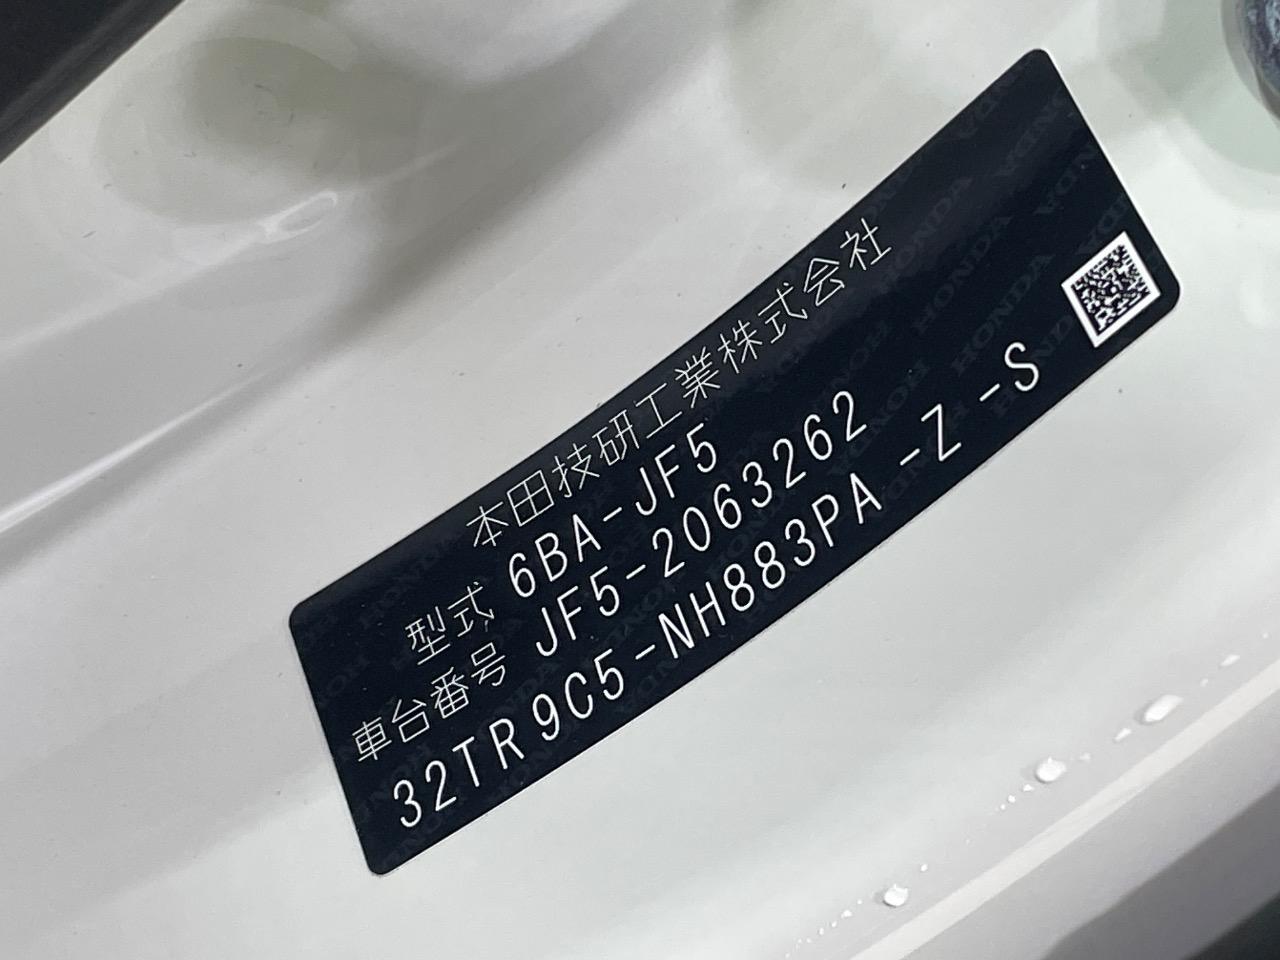 本田技研工業株式会社
型式 6BA-JF5
車台番号 JF5-2063262
32TR9C5-NH883PA-Z-S